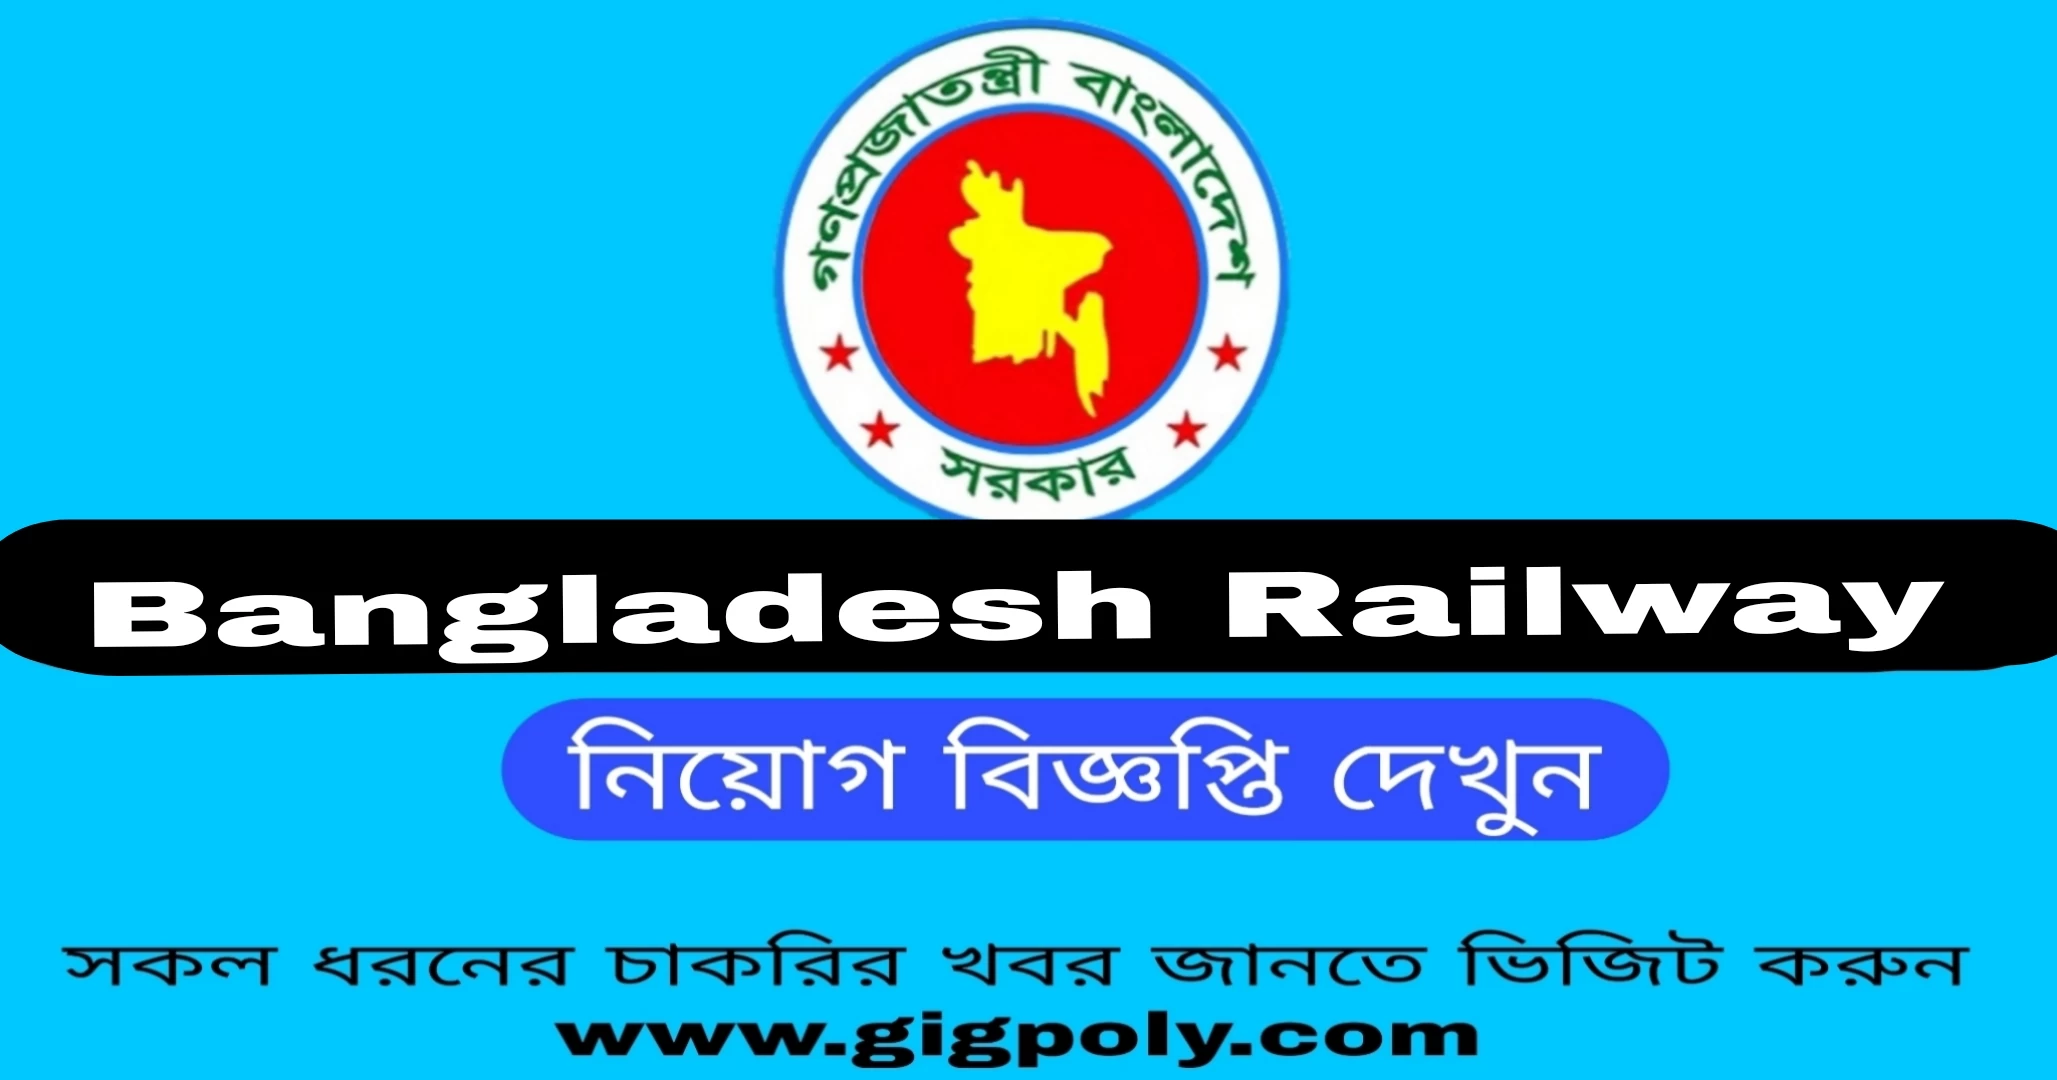 গণপ্রজাতন্ত্রী বাংলাদেশ
সরকার
Bangladesh Railway
নিয়োগ বিজ্ঞপ্তি দেখুন
সকল ধরনের চাকরির খবর জানতে ভিজিট করুন
www.gigpoly.com